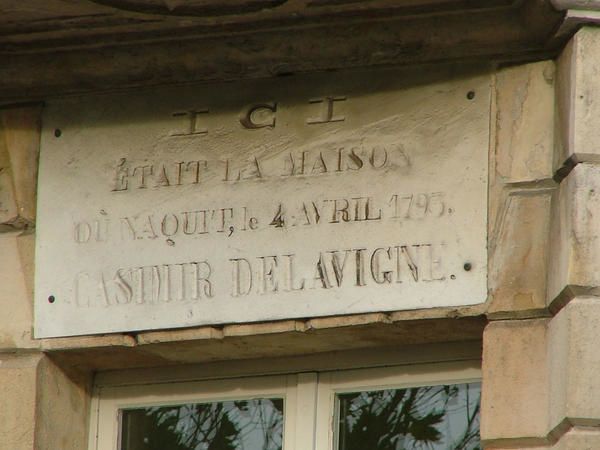 ICI
ÉTAIT LA MAISON
OÙ NAQUIT, le 4 AVRIL 1793.
CASIMIR DELAVIGNE.